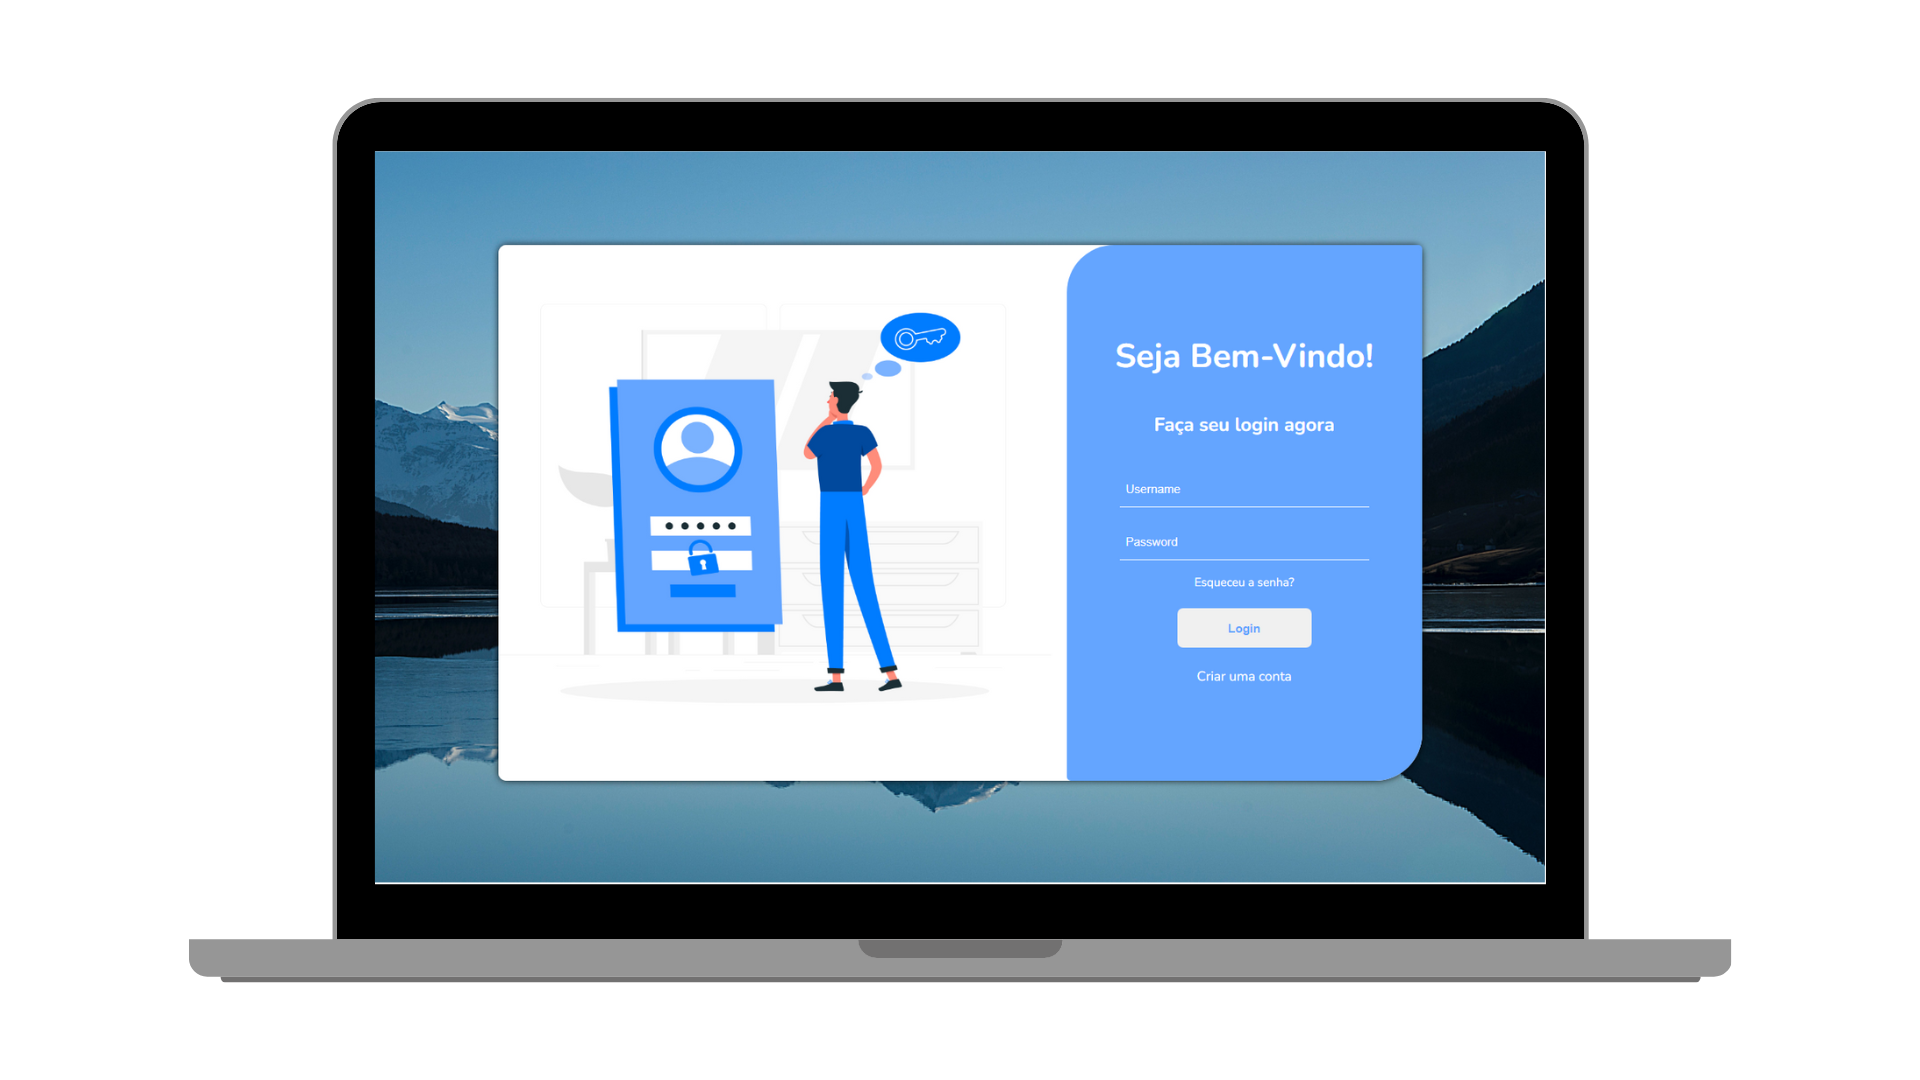 Seja Bem-Vindo!
Faça seu login agora
Username
Password
Esqueceu a senha?
Login
Criar uma conta